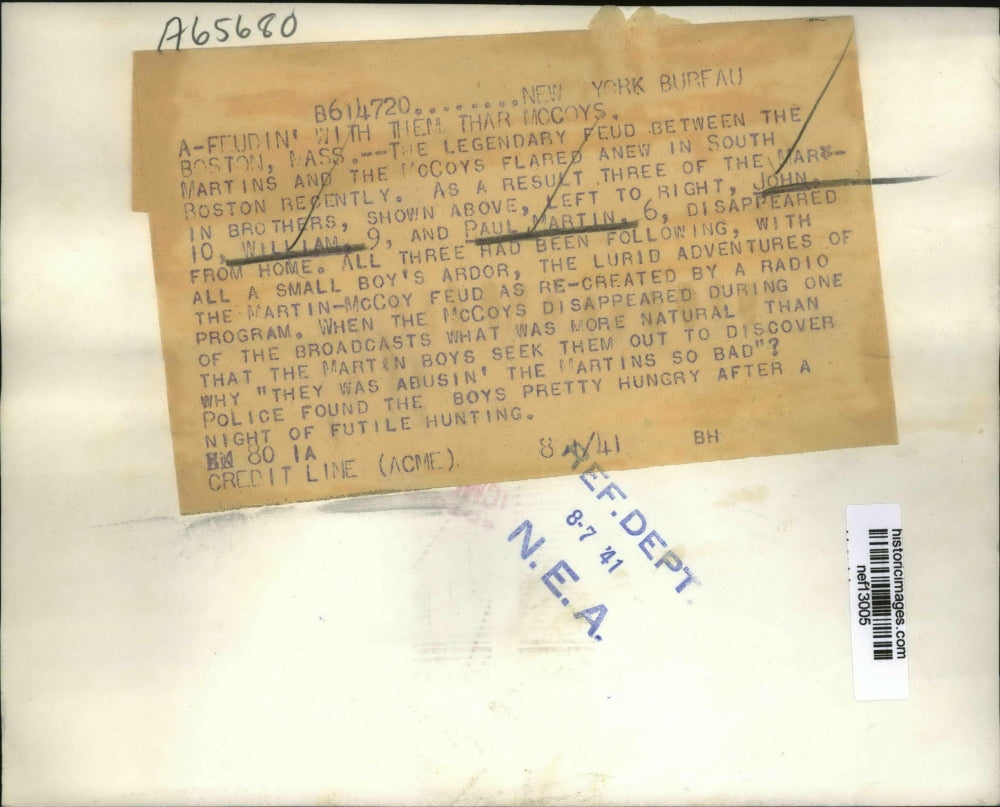 A65680
B614720........NEW YORK BUREAU
A-FEUDIN' WITH THEM THAR MCCOYS.
BOSTON, MASS.--THE LEGENDARY FEUD BETWEEN THE
MARTINS AND THE MCCOYS FLARED ANEW IN SOUTH
BOSTON RECENTLY. AS A RESULT THREE OF THE MART-
IN BROTHERS, SHOWN ABOVE, LEFT TO RIGHT, JOHN,
10, WILLIAM, 9, AND PAUL MARTIN, 6, DISAPPEARED
FROM HOME. ALL THREE HAD BEEN FOLLOWING, WITH
ALL A SMALL BOY'S ARDOR, THE LURID ADVENTURES OF
THE MARTIN-MCCOY FEUD AS RE-CREATED BY A RADIO
PROGRAM. WHEN THE MCCOYS DISAPPEARED DURING ONE
OF THE BROADCASTS WHAT WAS MORE NATURAL THAN
THAT THE MARTIN BOYS SEEK THEM OUT TO DISCOVER
WHY "THEY WAS ABUSIN' THE MARTINS SO BAD"?
POLICE FOUND THE BOYS PRETTY HUNGRY AFTER A
NIGHT OF FUTILE HUNTING.
80 1A
CREDIT LINE (ACME) 8/ /41 BH
REF. DEPT.
8-7 '41
N.E.A.
historicimages.com
nef13005